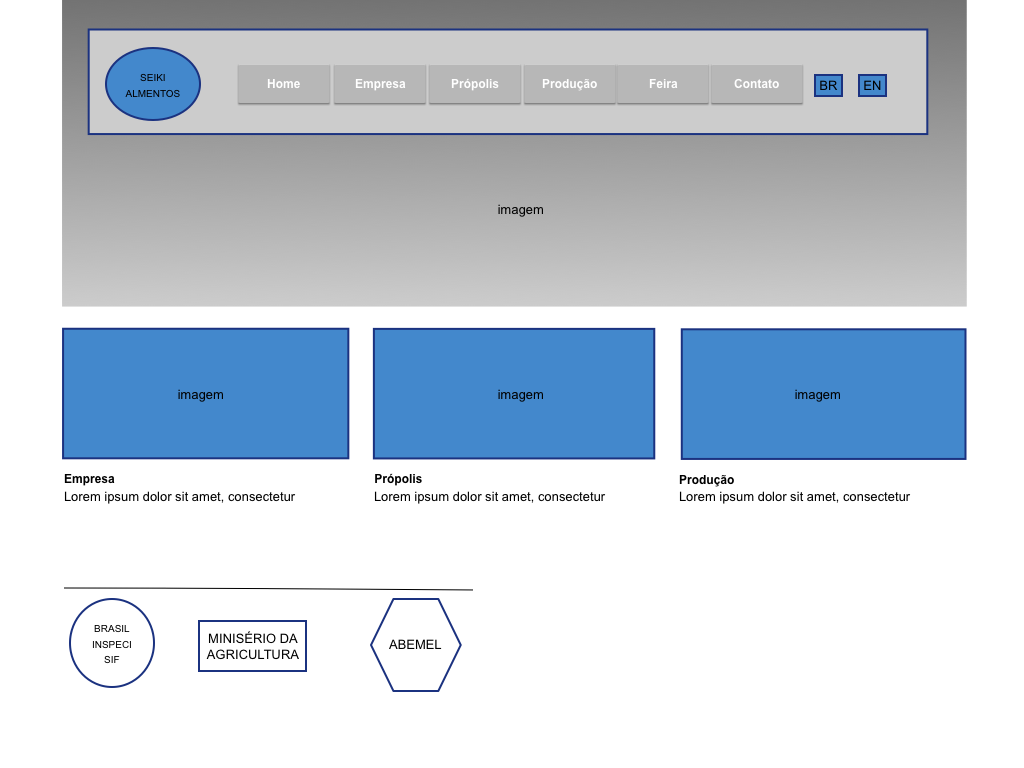 SEIKI
ALMENTOS
Home
Empresa
Própolis
Produção
Feira
Contato
BR
EN
imagem
imagem
imagem
imagem
Empresa
Lorem ipsum dolor sit amet, consectetur
Própolis
Lorem ipsum dolor sit amet, consectetur
Produção
Lorem ipsum dolor sit amet, consectetur
BRASIL
INSPECI
SIF
MINISÉRIO DA
AGRICULTURA
ABEMEL